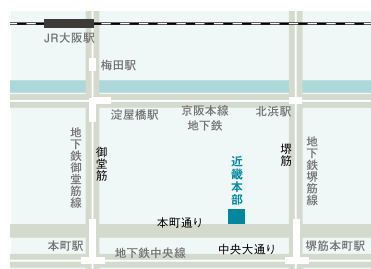 JR大阪駅
梅田駅
淀屋橋駅
京阪本線
地下鉄
北浜駅
地下鉄御堂筋線
御堂筋
近畿本部
堺筋
地下鉄堺筋線
本町通り
本町駅
地下鉄中央線
中央大通り
堺筋本町駅